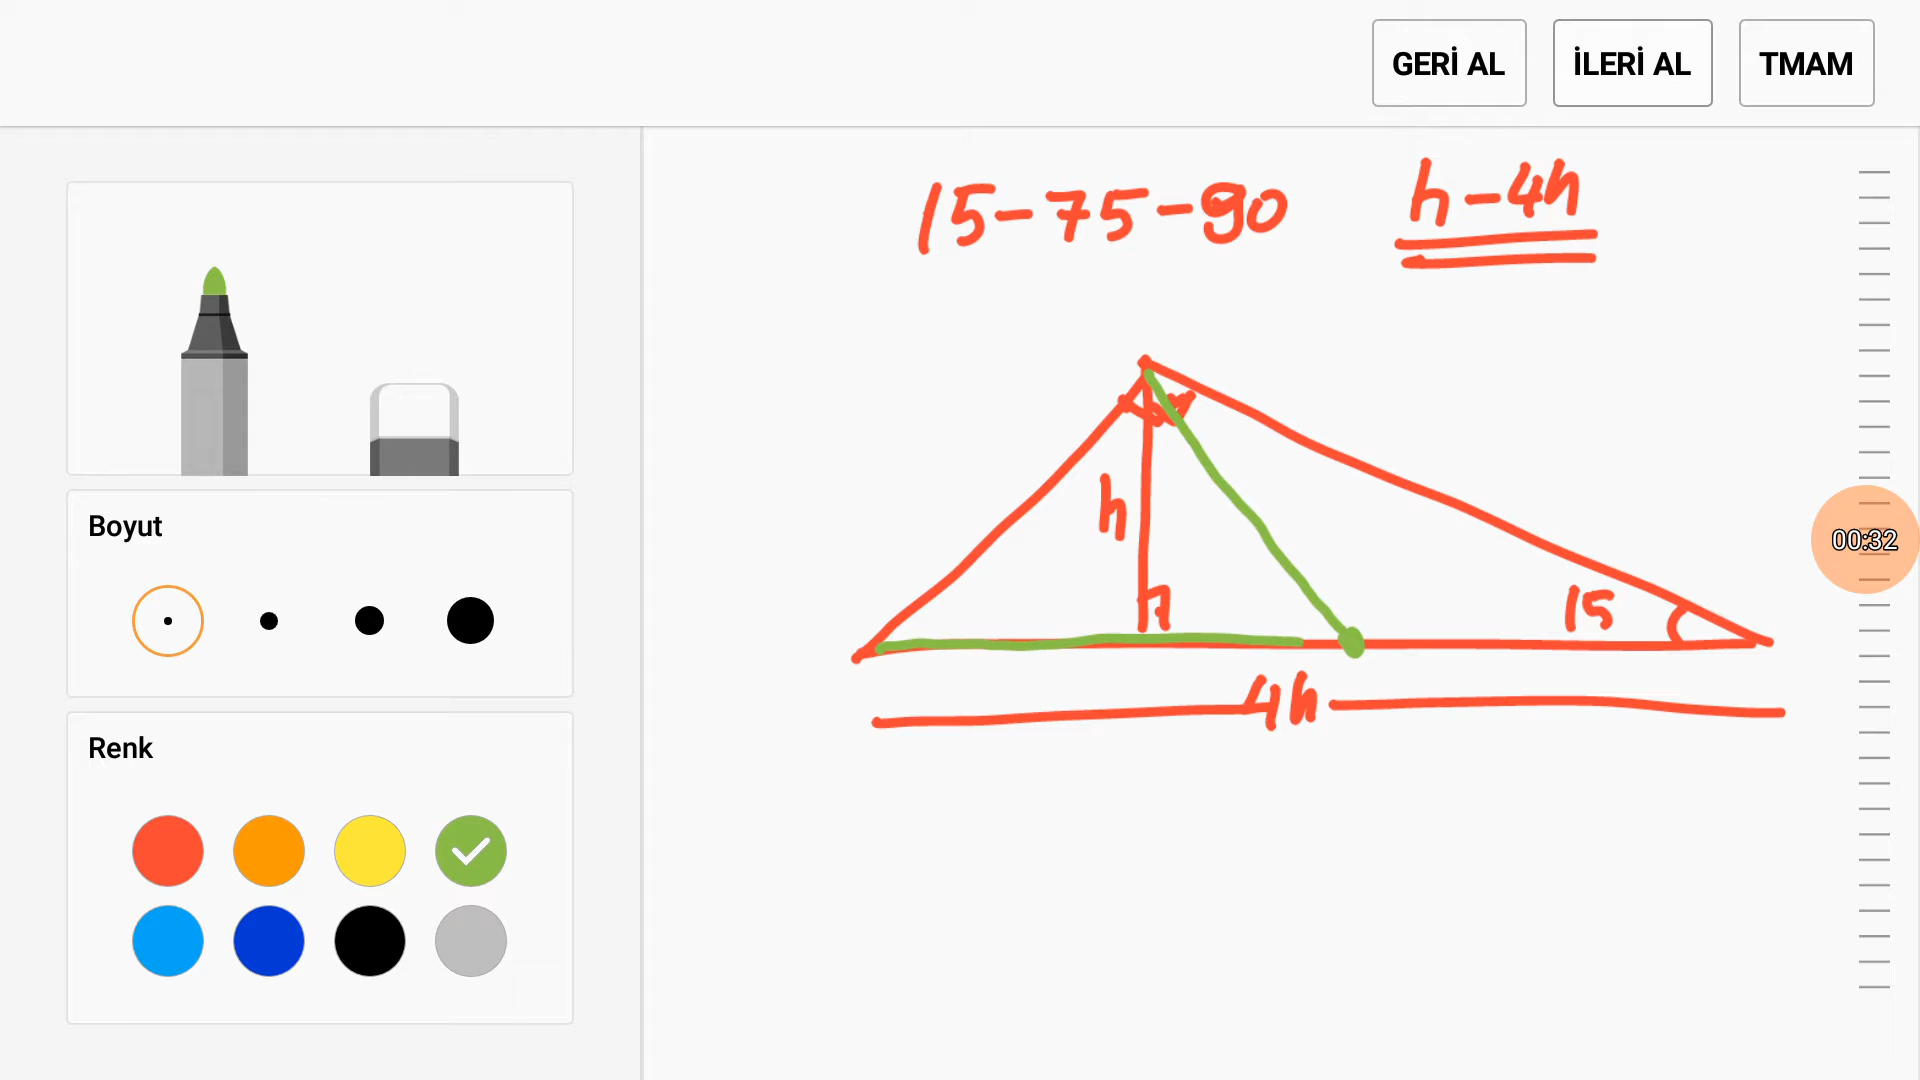 GERİ AL İLERİ AL TMAM
15-75-90 h-4h
Boyut
h
00:32
15
4h
Renk